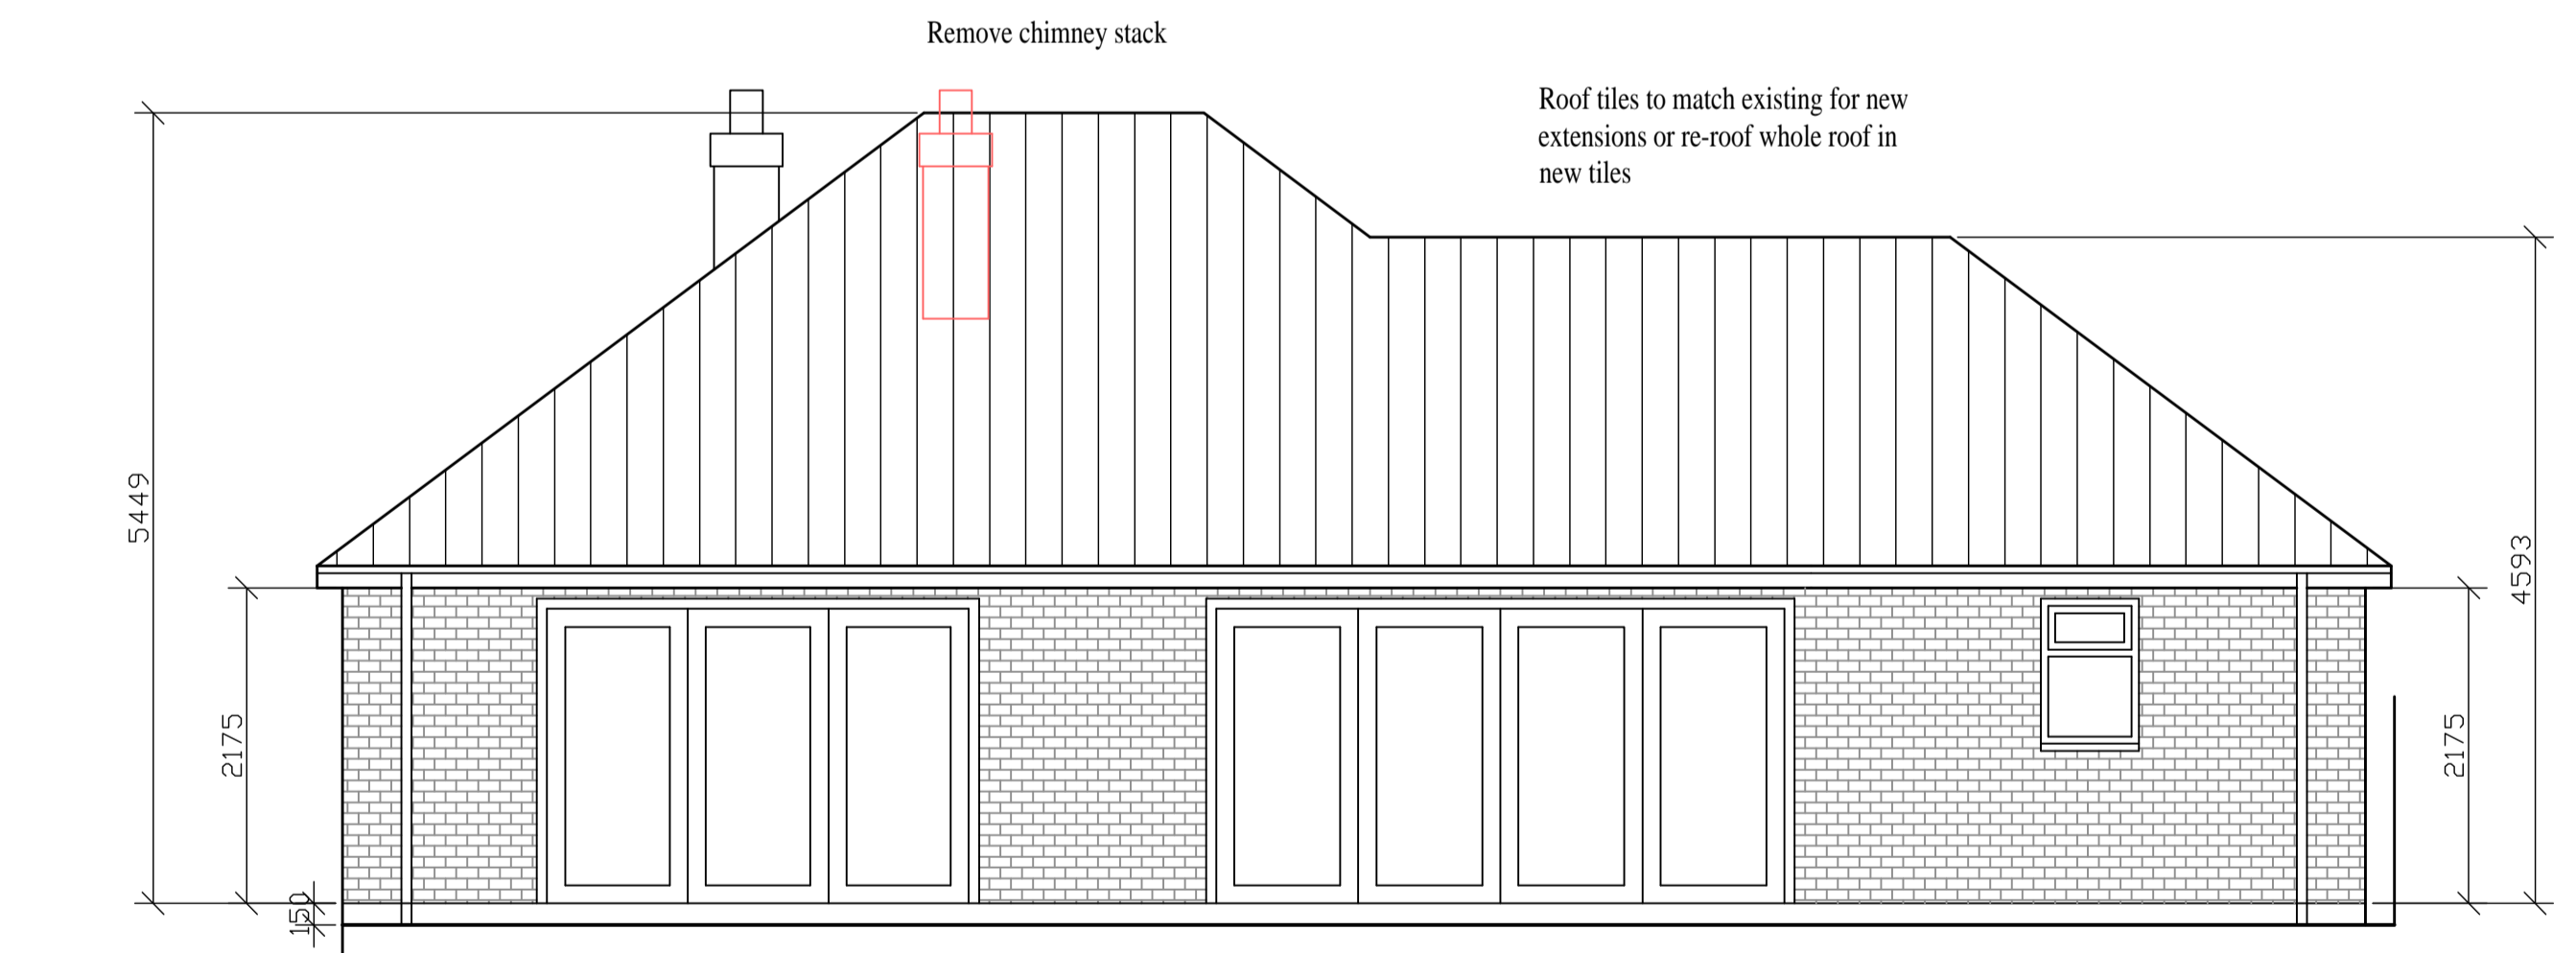 Remove chimney stack
Roof tiles to match existing for new
extensions or re-roof whole roof in
new tiles
5449
2175
150
4593
2175